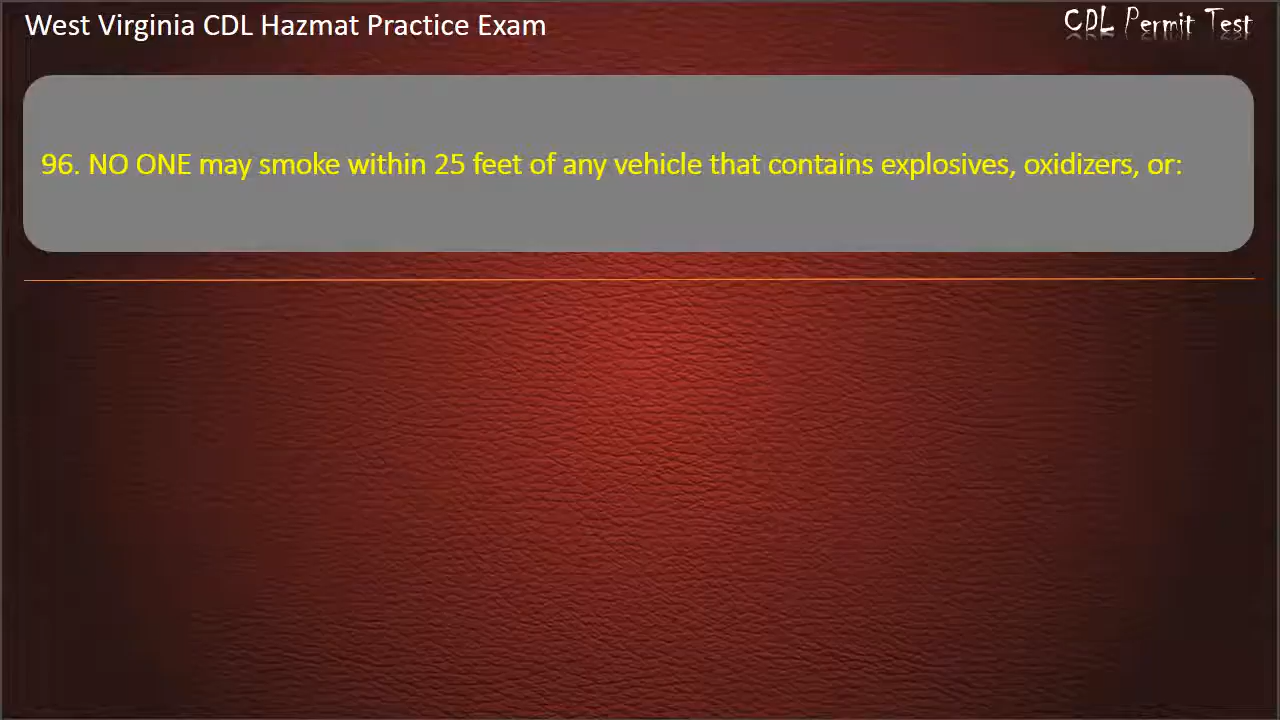 West Virginia CDL Hazmat Practice Exam
CDL Permit Test
96. NO ONE may smoke within 25 feet of any vehicle that contains explosives, oxidizers, or: